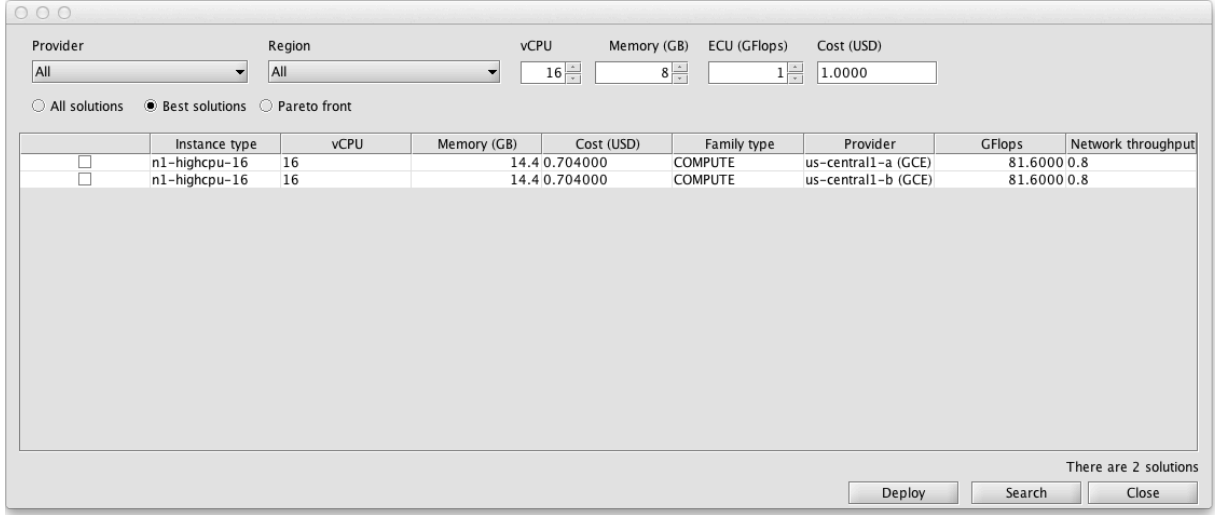 Provider Region vCPU Memory (GB) ECU (GFlops) Cost (USD)
All All 16 8 1 1.0000
All solutions Best solutions Pareto front
Instance type vCPU Memory (GB) Cost (USD) Family type Provider GFlops Network throughput
n1-highcpu-16 16 14.4 0.704000 COMPUTE us-central1-a (GCE) 81.6000 0.8
n1-highcpu-16 16 14.4 0.704000 COMPUTE us-central1-b (GCE) 81.6000 0.8
There are 2 solutions
Deploy Search Close